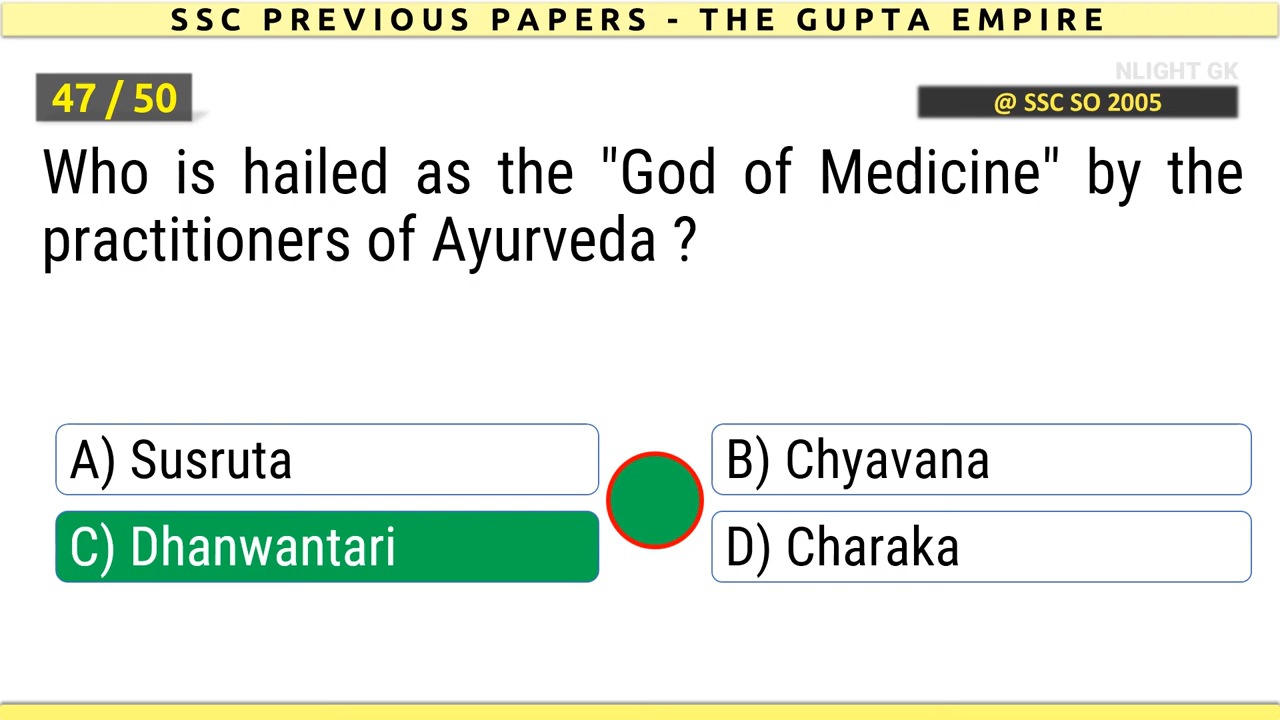 SSC PREVIOUS PAPERS - THE GUPTA EMPIRE
NLIGHT GK
47 / 50
@ SSC SO 2005
Who is hailed as the "God of Medicine" by the
practitioners of Ayurveda ?
A) Susruta
B) Chyavana
C) Dhanwantari
D) Charaka